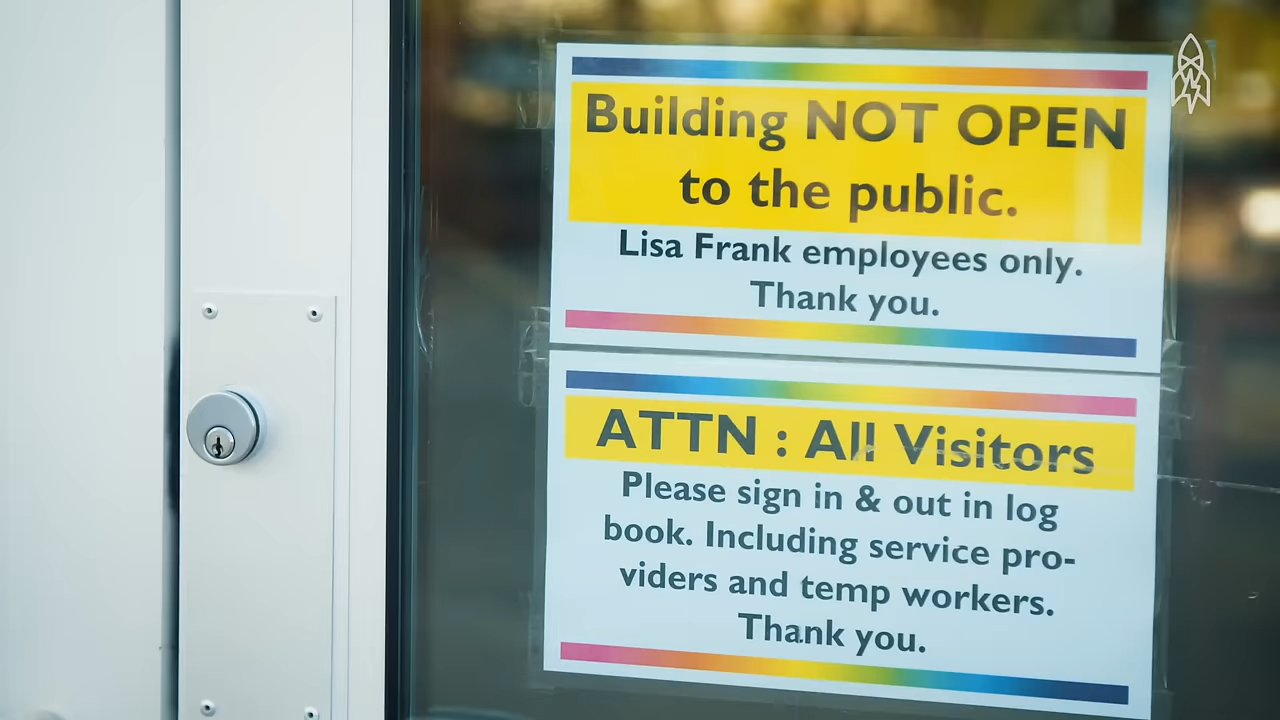 Building NOT OPEN
to the public.
Lisa Frank employees only.
Thank you.
ATTN : All Visitors
Please sign in & out in log
book. Including service pro-
viders and temp workers.
Thank you.